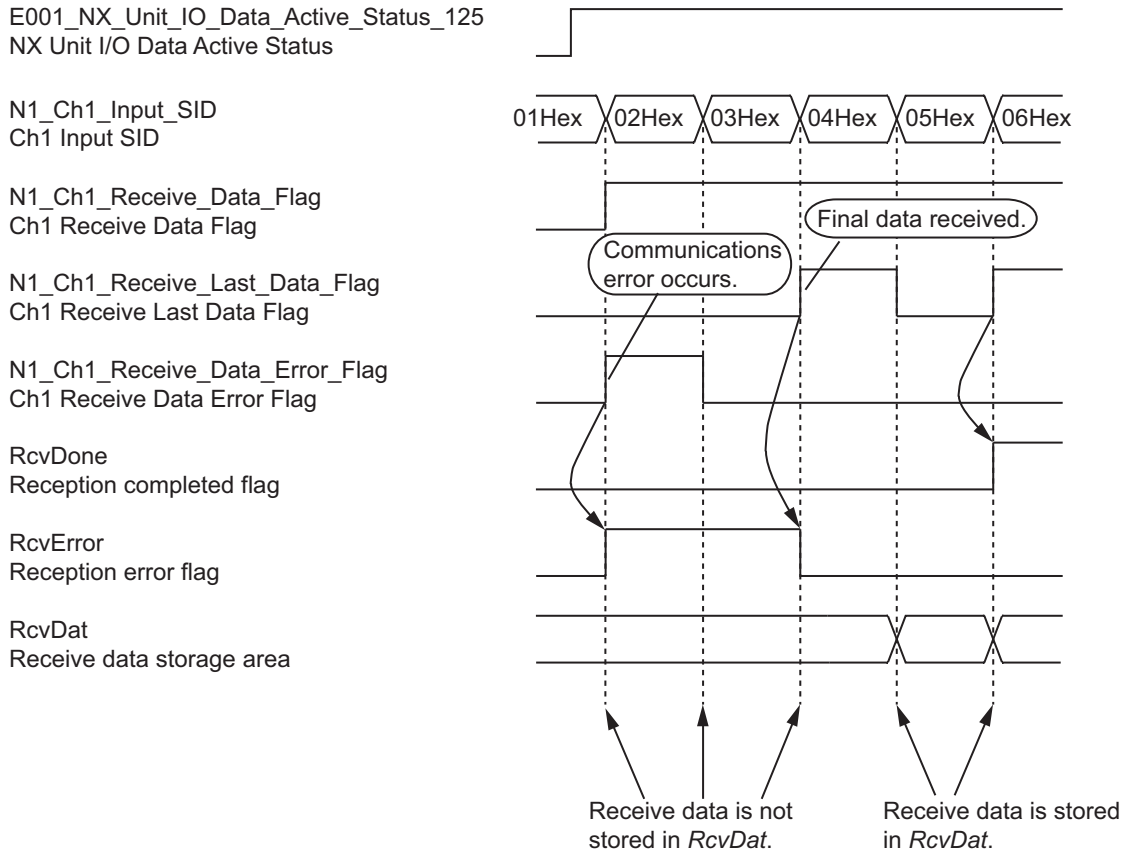 E001_NX_Unit_IO_Data_Active_Status_125
NX Unit I/O Data Active Status
N1_Ch1_Input_SID
Ch1 Input SID
01Hex 02Hex 03Hex 04Hex 05Hex 06Hex
N1_Ch1_Receive_Data_Flag
Ch1 Receive Data Flag
Final data received.
Communications
error occurs.
N1_Ch1_Receive_Last_Data_Flag
Ch1 Receive Last Data Flag
N1_Ch1_Receive_Data_Error_Flag
Ch1 Receive Data Error Flag
RcvDone
Reception completed flag
RcvError
Reception error flag
RcvDat
Receive data storage area
Receive data is not
stored in RcvDat.
Receive data is stored
in RcvDat.